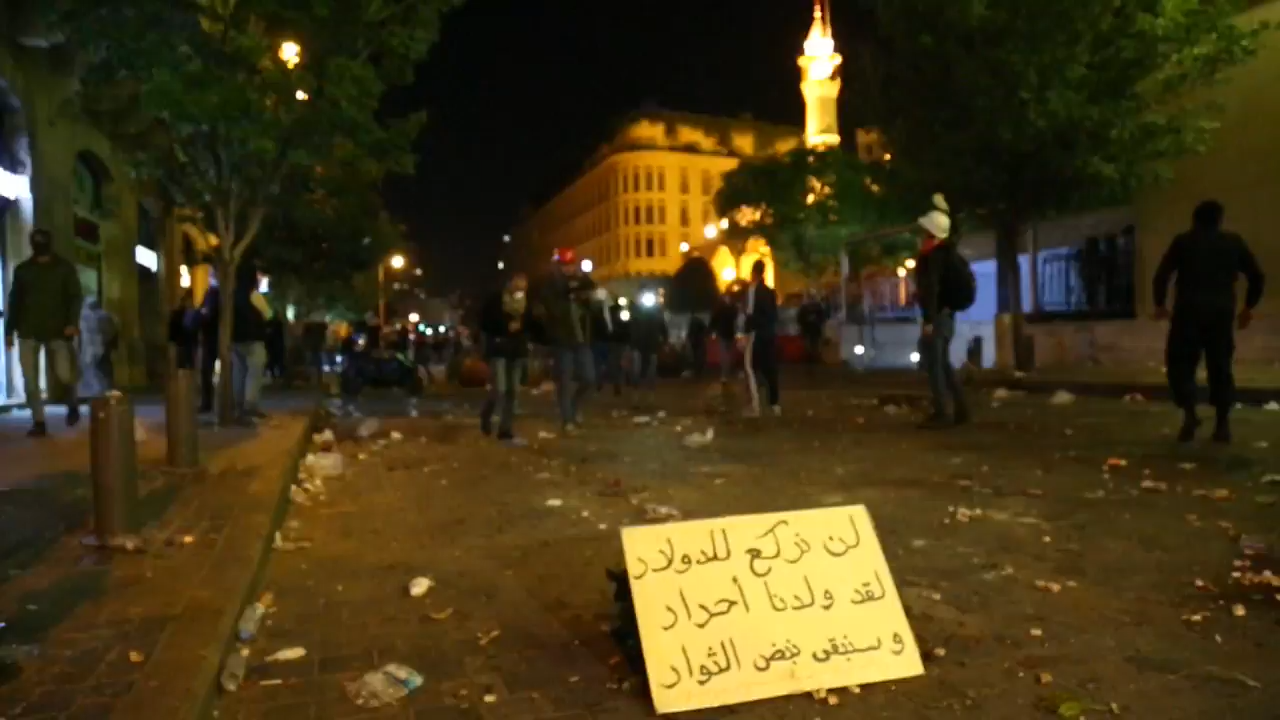 لن نركع للدولار
لقد ولدنا أحرار
وسنبقى نبض الثوار